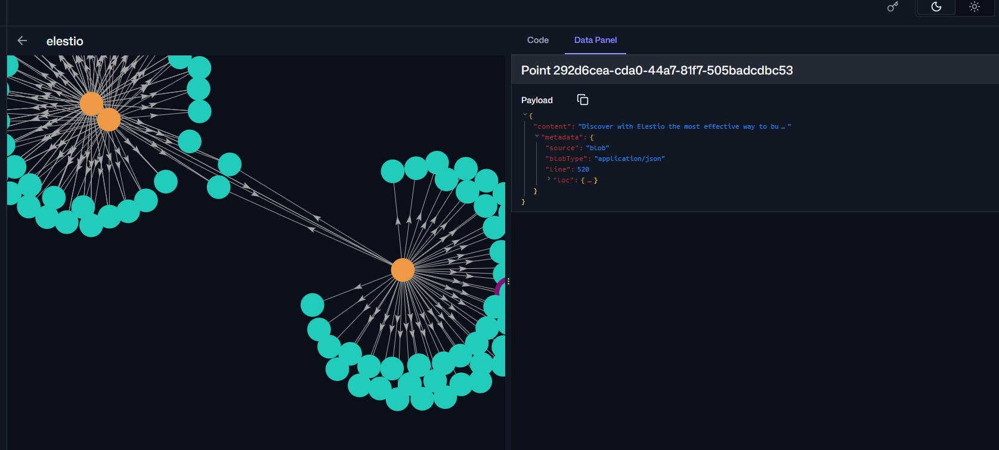 elestio
Code
Data Panel
Point 292d6cea-cda0-44a7-81f7-505badcdbc53
Payload
{
"content": "Discover with Elestio the most effective way to bu … "
"metadata": {
"source": "blob"
"blobType": "application/json"
"line": 520
"loc": { … }
}
}